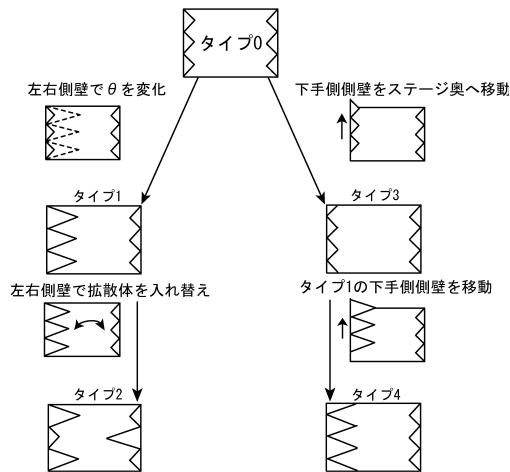 タイプ0
左右側壁でθを変化
下手側側壁をステージ奥へ移動
タイプ1
タイプ3
左右側壁で拡散体を入れ替え
タイプ1の下手側側壁を移動
タイプ2
タイプ4